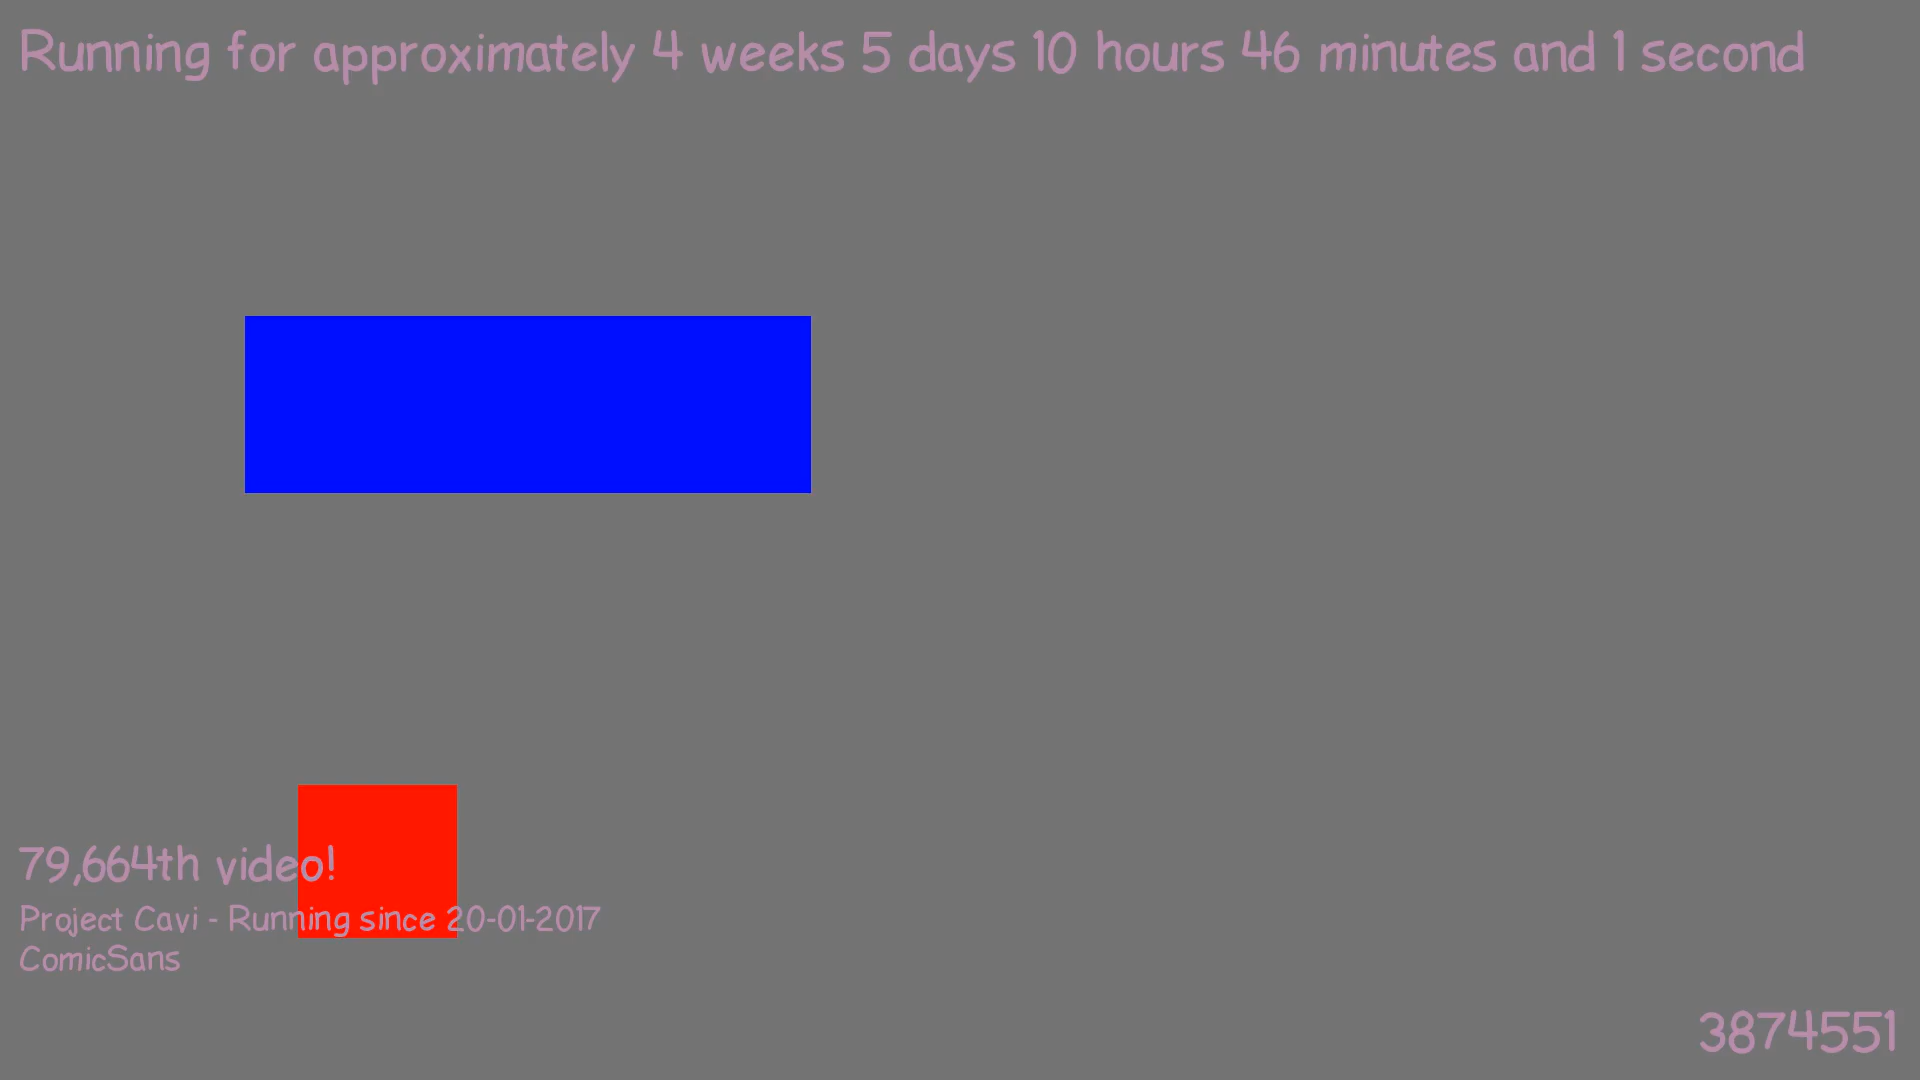 Running for approximately 4 weeks 5 days 10 hours 46 minutes and 1 second
79,664th video!
Project Cavi - Running since 20-01-2017
ComicSans
3874551